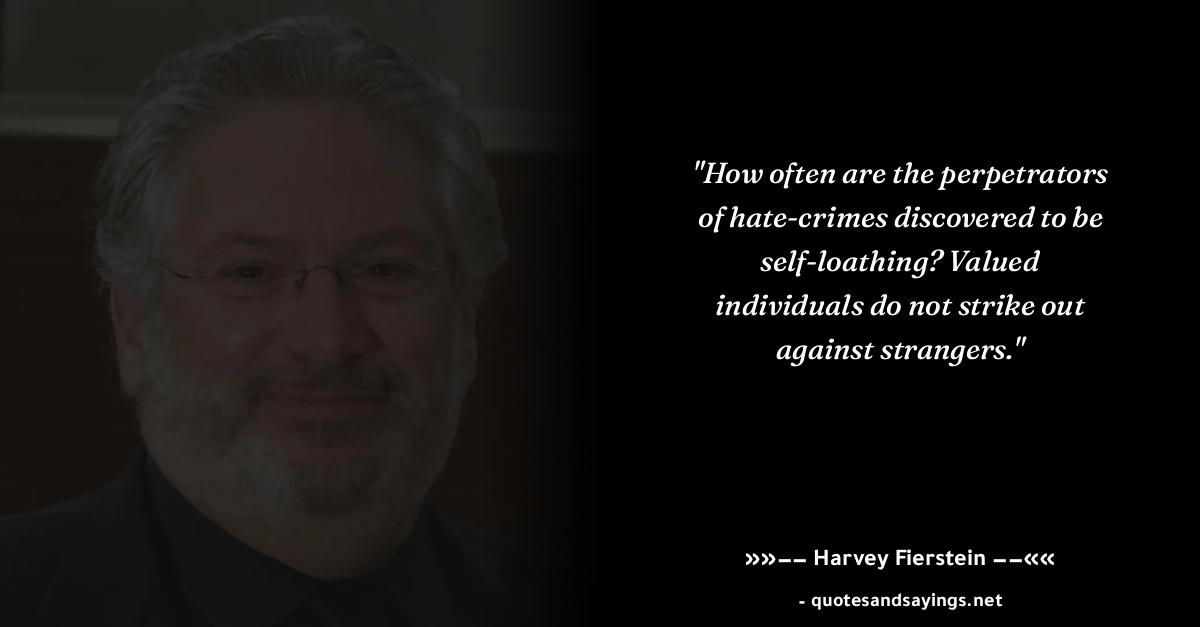 "How often are the perpetrators
of hate-crimes discovered to be
self-loathing? Valued
individuals do not strike out
against strangers."
»»−− Harvey Fierstein −−««
- quotesandsayings.net